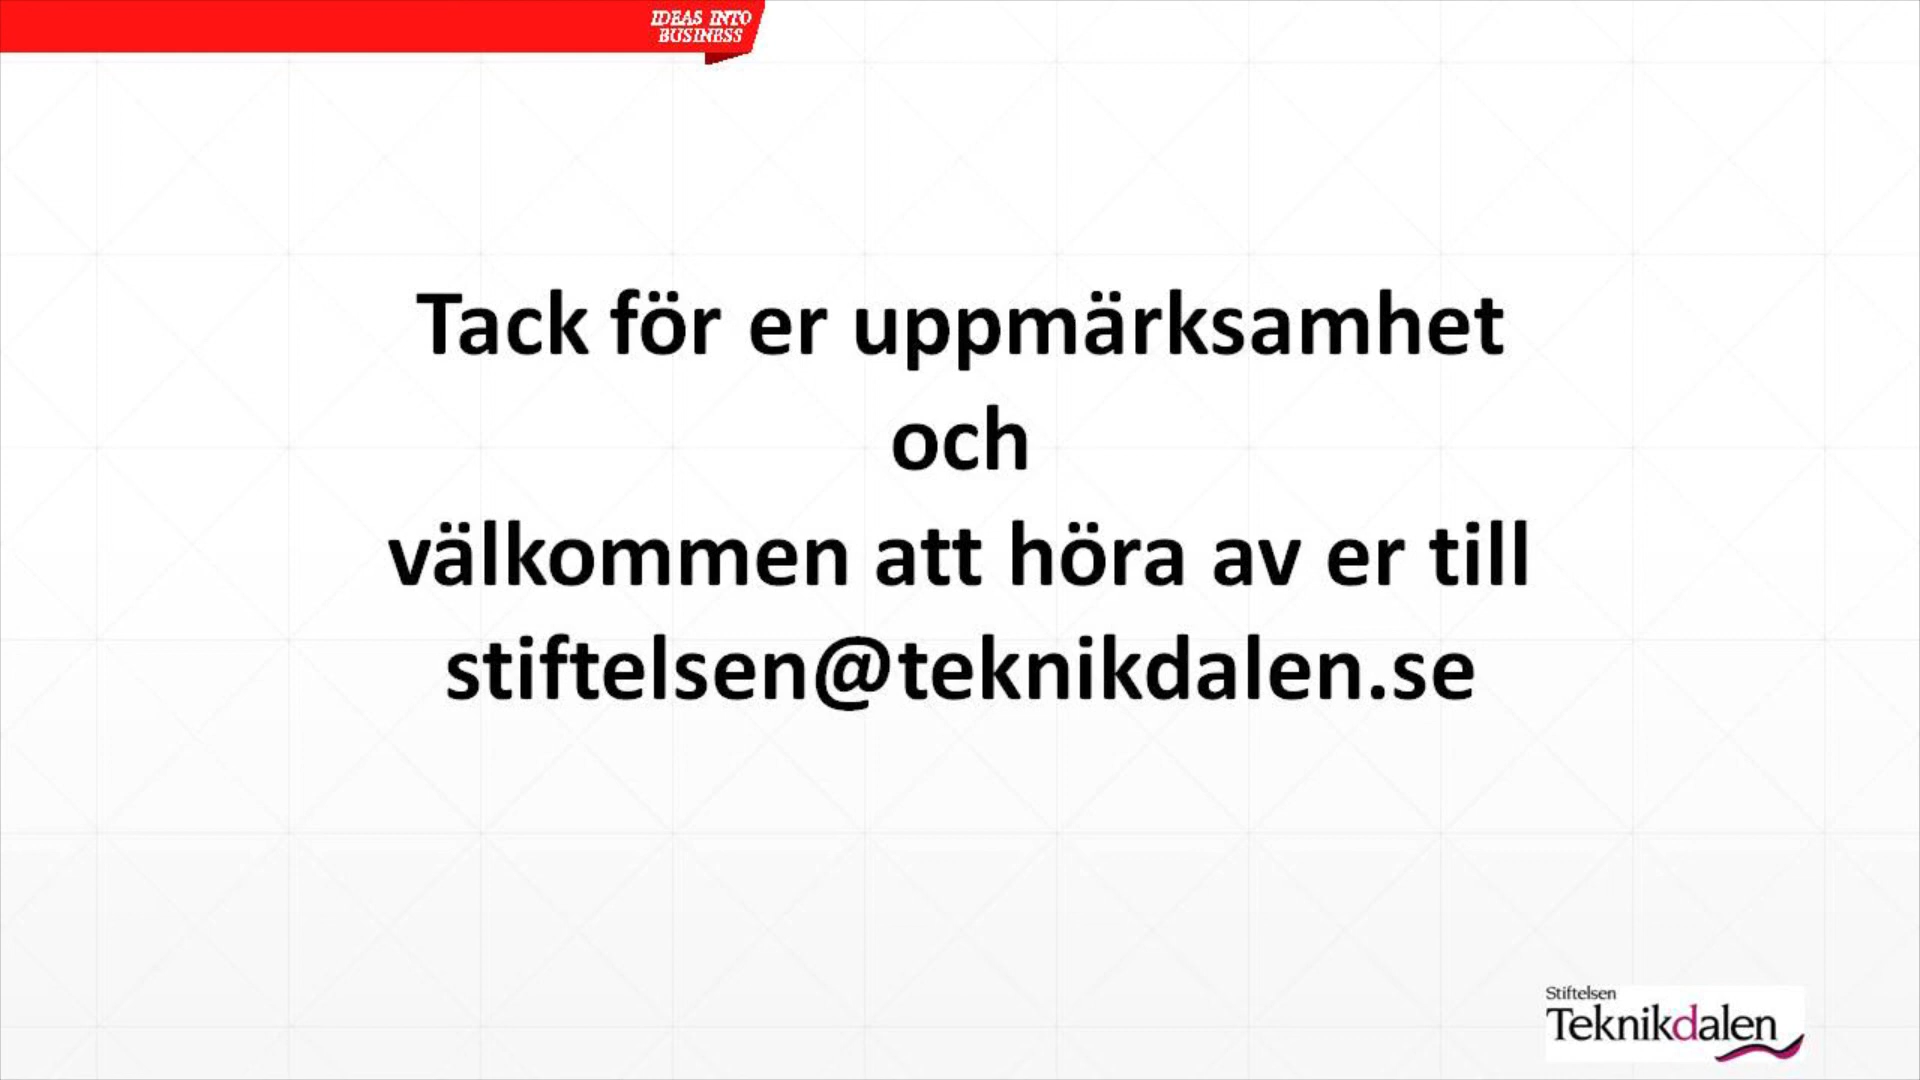 IDEAS INTO
BUSINESS
Tack för er uppmärksamhet
och
välkommen att höra av er till
stiftelsen@teknikdalen.se
Stiftelsen
Teknikdalen